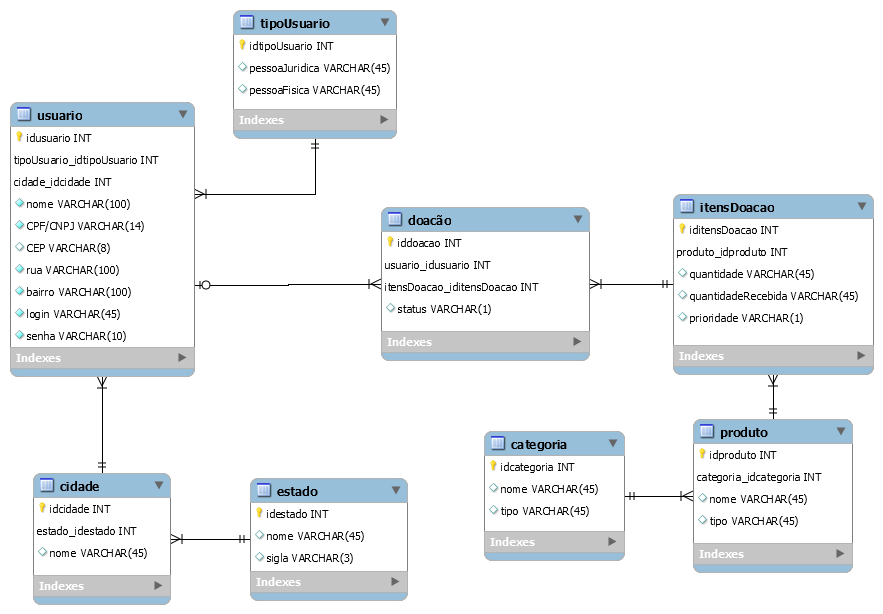 tipoUsuario
idtipoUsuario INT
pessoaJuridica VARCHAR(45)
pessoaFisica VARCHAR(45)
Indexes
usuario
idusuario INT
tipoUsuario_idtipoUsuario INT
cidade_idcidade INT
nome VARCHAR(100)
CPF/CNPJ VARCHAR(14)
CEP VARCHAR(8)
rua VARCHAR(100)
bairro VARCHAR(100)
login VARCHAR(45)
senha VARCHAR(10)
Indexes
doacão
iddoacao INT
usuario_idusuario INT
itensDoacao_iditensDoacao INT
status VARCHAR(1)
Indexes
itensDoacao
iditensDoacao INT
produto_idproduto INT
quantidade VARCHAR(45)
quantidadeRecebida VARCHAR(45)
prioridade VARCHAR(1)
Indexes
cidade
idcidade INT
estado_idestado INT
nome VARCHAR(45)
Indexes
estado
idestado INT
nome VARCHAR(45)
sigla VARCHAR(3)
Indexes
categoria
idcategoria INT
nome VARCHAR(45)
tipo VARCHAR(45)
Indexes
produto
idproduto INT
categoria_idcategoria INT
nome VARCHAR(45)
tipo VARCHAR(45)
Indexes